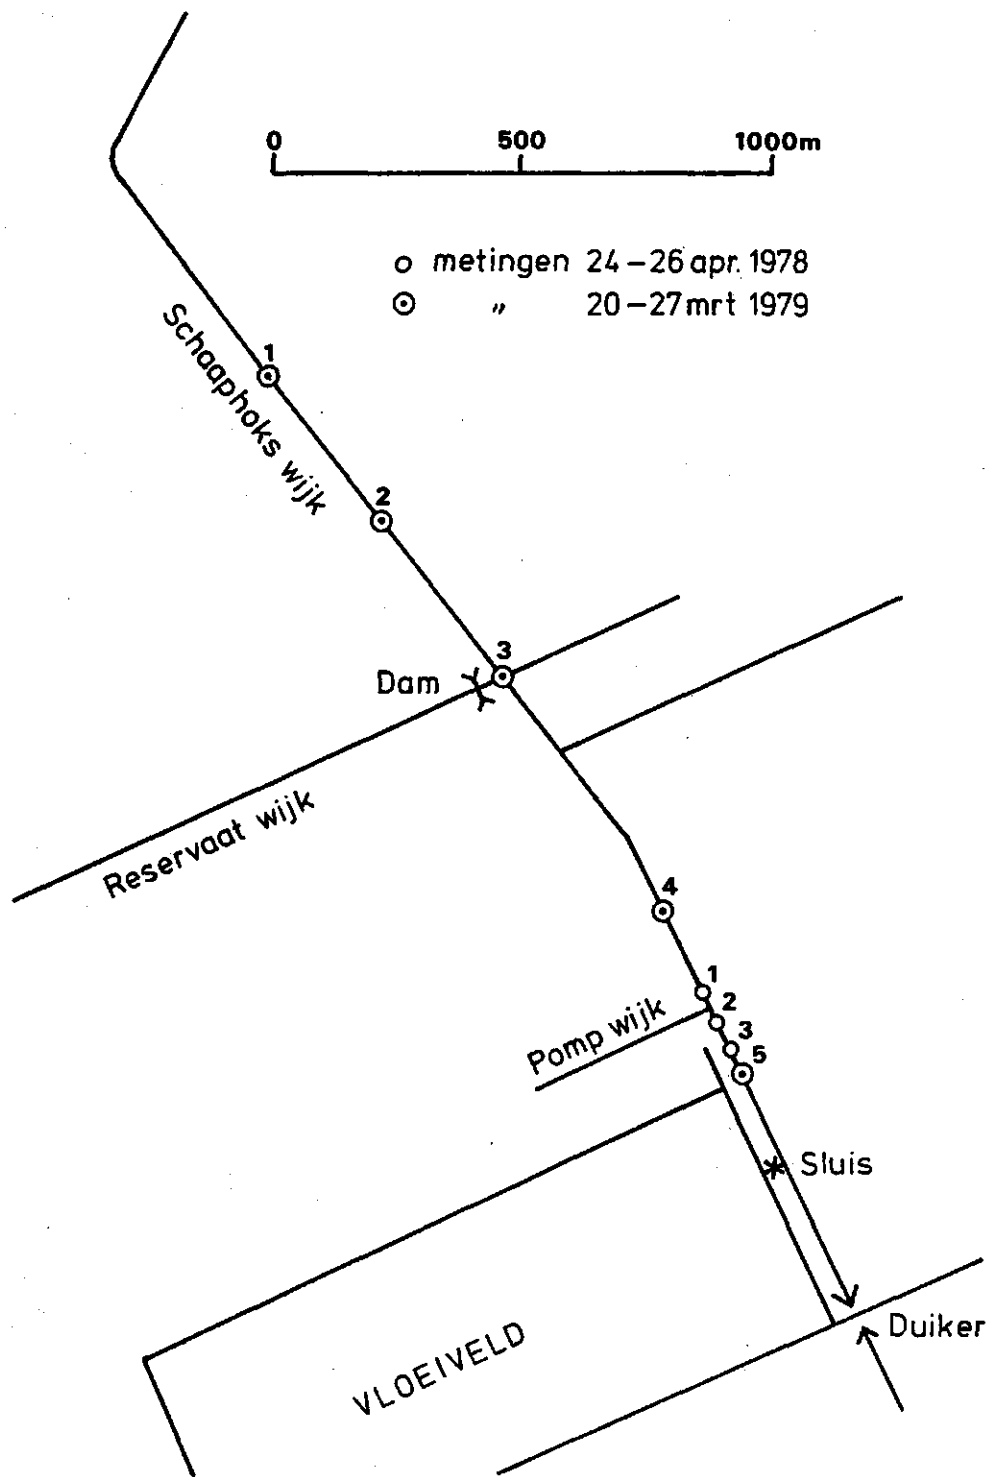 0 500 1000m
o metingen 24–26 apr. 1978
⊙ „ 20–27 mrt 1979
Schaaphoks wijk
1
2
3
Dam
Reservaat wijk
4
1
2
3
5
Pomp wijk
Sluis
Duiker
VLOEIVELD